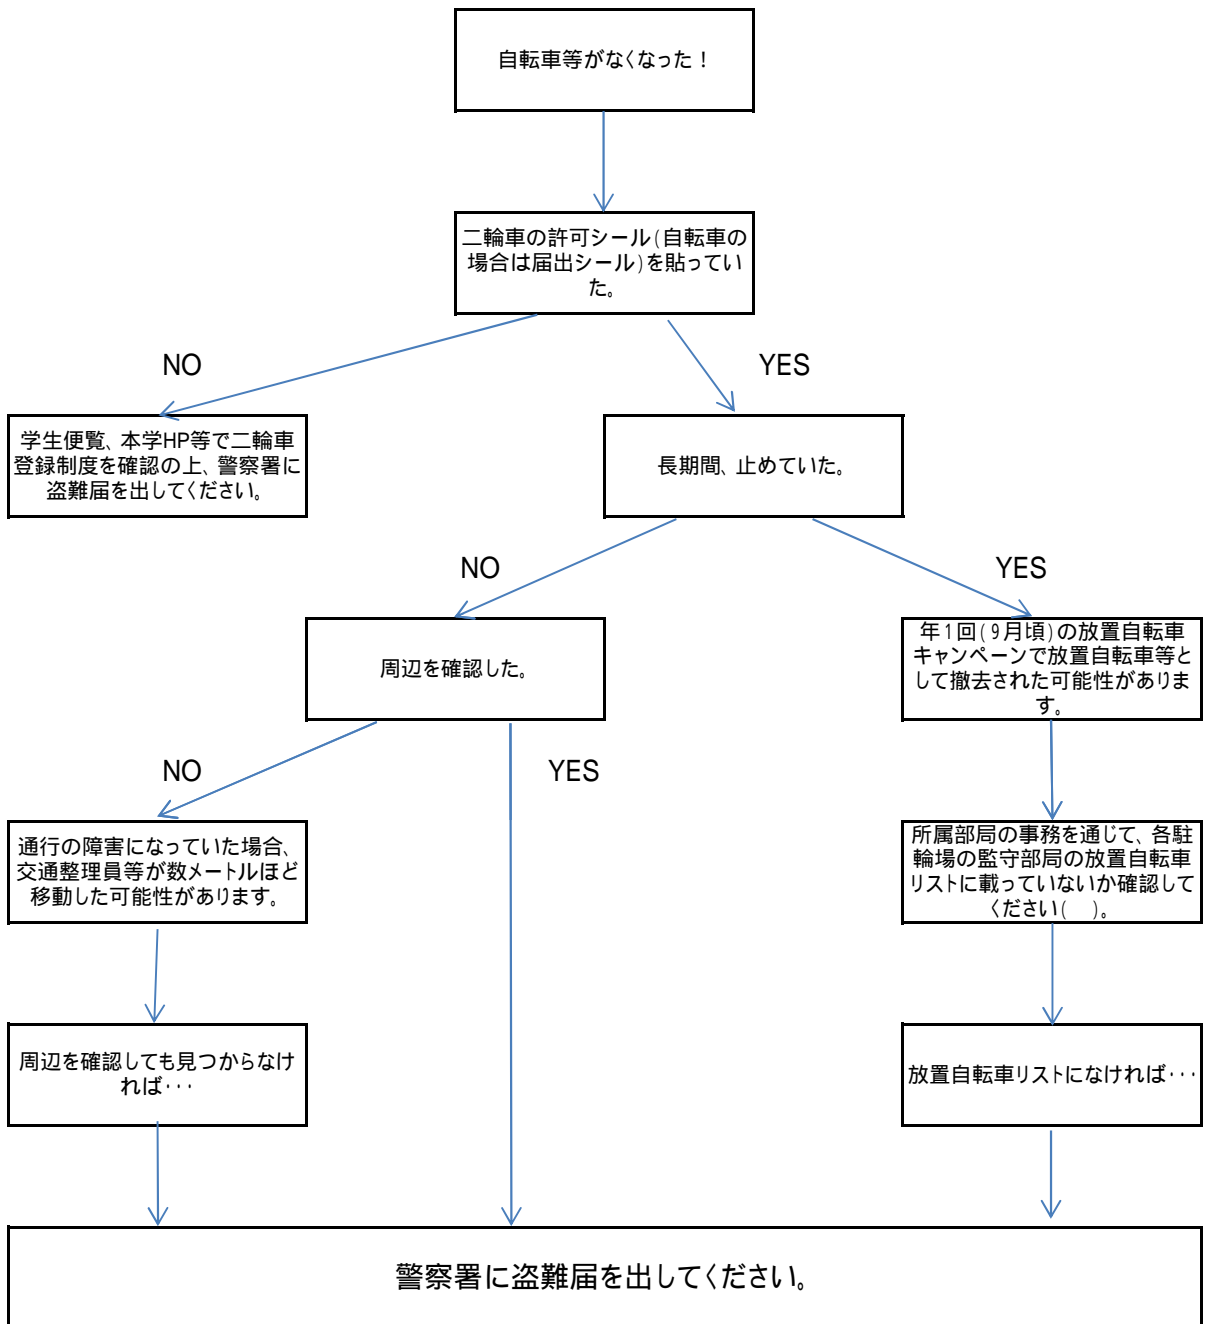 自転車等がなくなった！
二輪車の許可シール(自転車の
場合は届出シール)を貼ってい
た。
NO
YES
学生便覧、本学HP等で二輪車
登録制度を確認の上、警察署に
盗難届を出してください。
長期間、止めていた。
NO
YES
周辺を確認した。
年1回(9月頃)の放置自転車
キャンペーンで放置自転車等と
して撤去された可能性がありま
す。
NO
YES
通行の障害になっていた場合、
交通整理員等が数メートルほど
移動した可能性があります。
所属部局の事務を通じて、各駐
輪場の監守部局の放置自転車
リストに載っていないか確認して
ください(　)。
周辺を確認しても見つからなけ
れば･･･
放置自転車リストになければ･･･
警察署に盗難届を出してください。